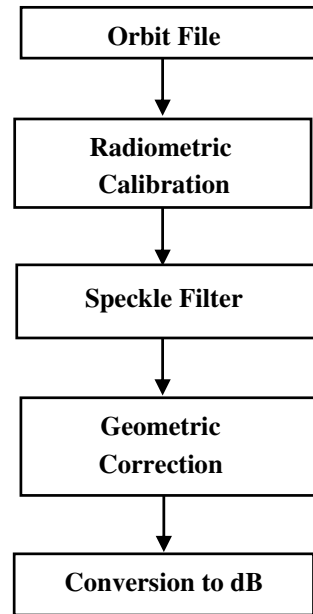 Orbit File
Radiometric
Calibration
Speckle Filter
Geometric
Correction
Conversion to dB